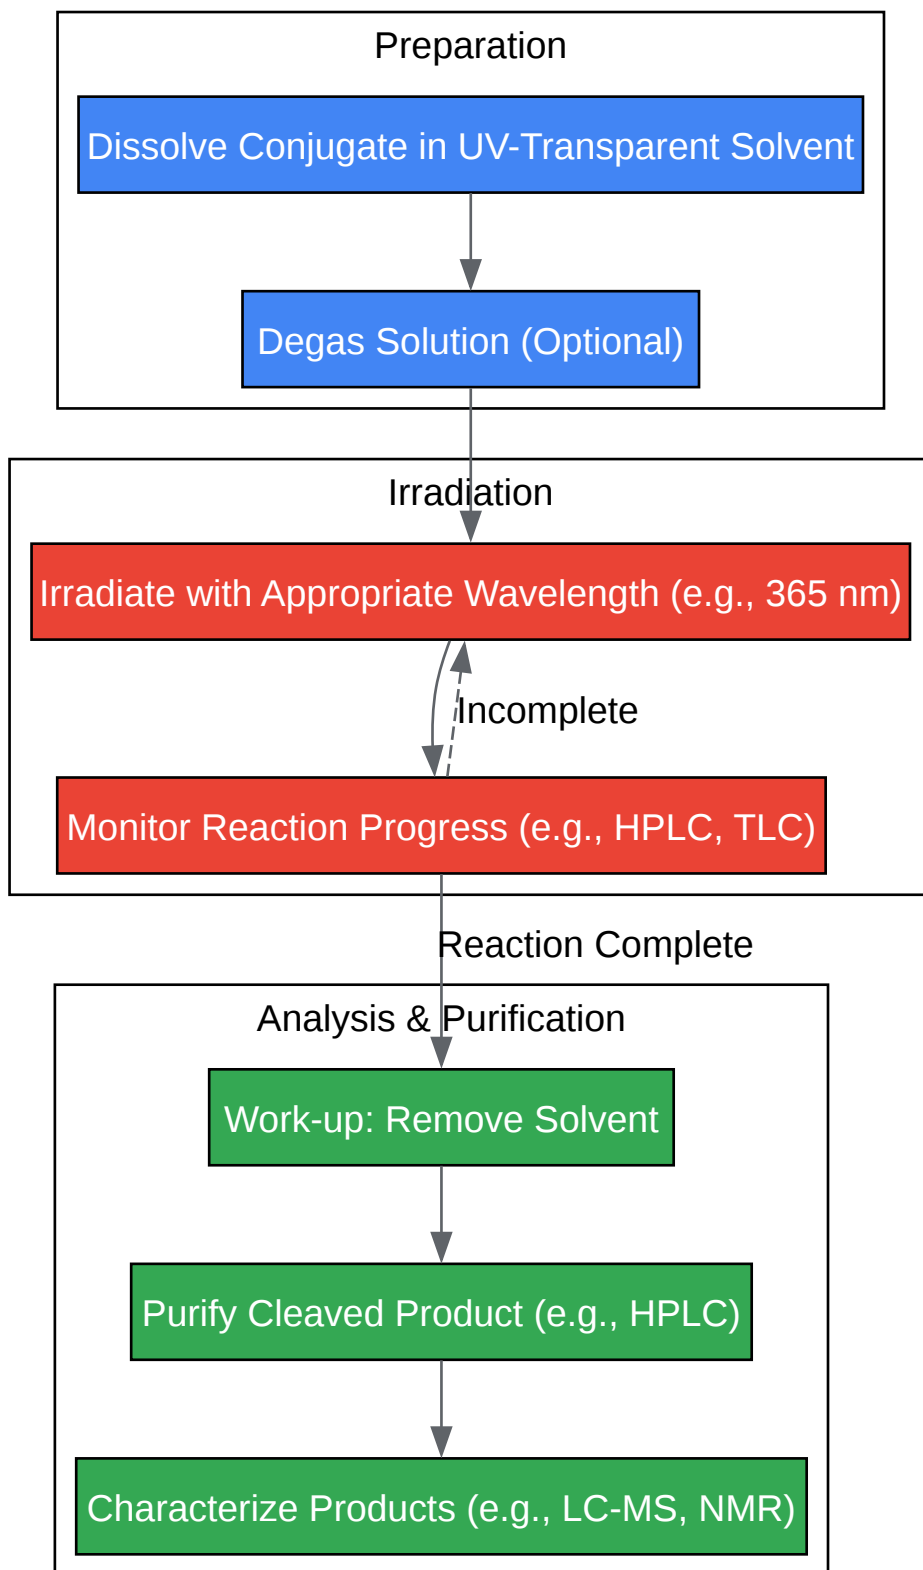 Preparation
Dissolve Conjugate in UV-Transparent Solvent
Degas Solution (Optional)
Irradiation
Irradiate with Appropriate Wavelength (e.g., 365 nm)
Incomplete
Monitor Reaction Progress (e.g., HPLC, TLC)
Reaction Complete
Analysis & Purification
Work-up: Remove Solvent
Purify Cleaved Product (e.g., HPLC)
Characterize Products (e.g., LC-MS, NMR)